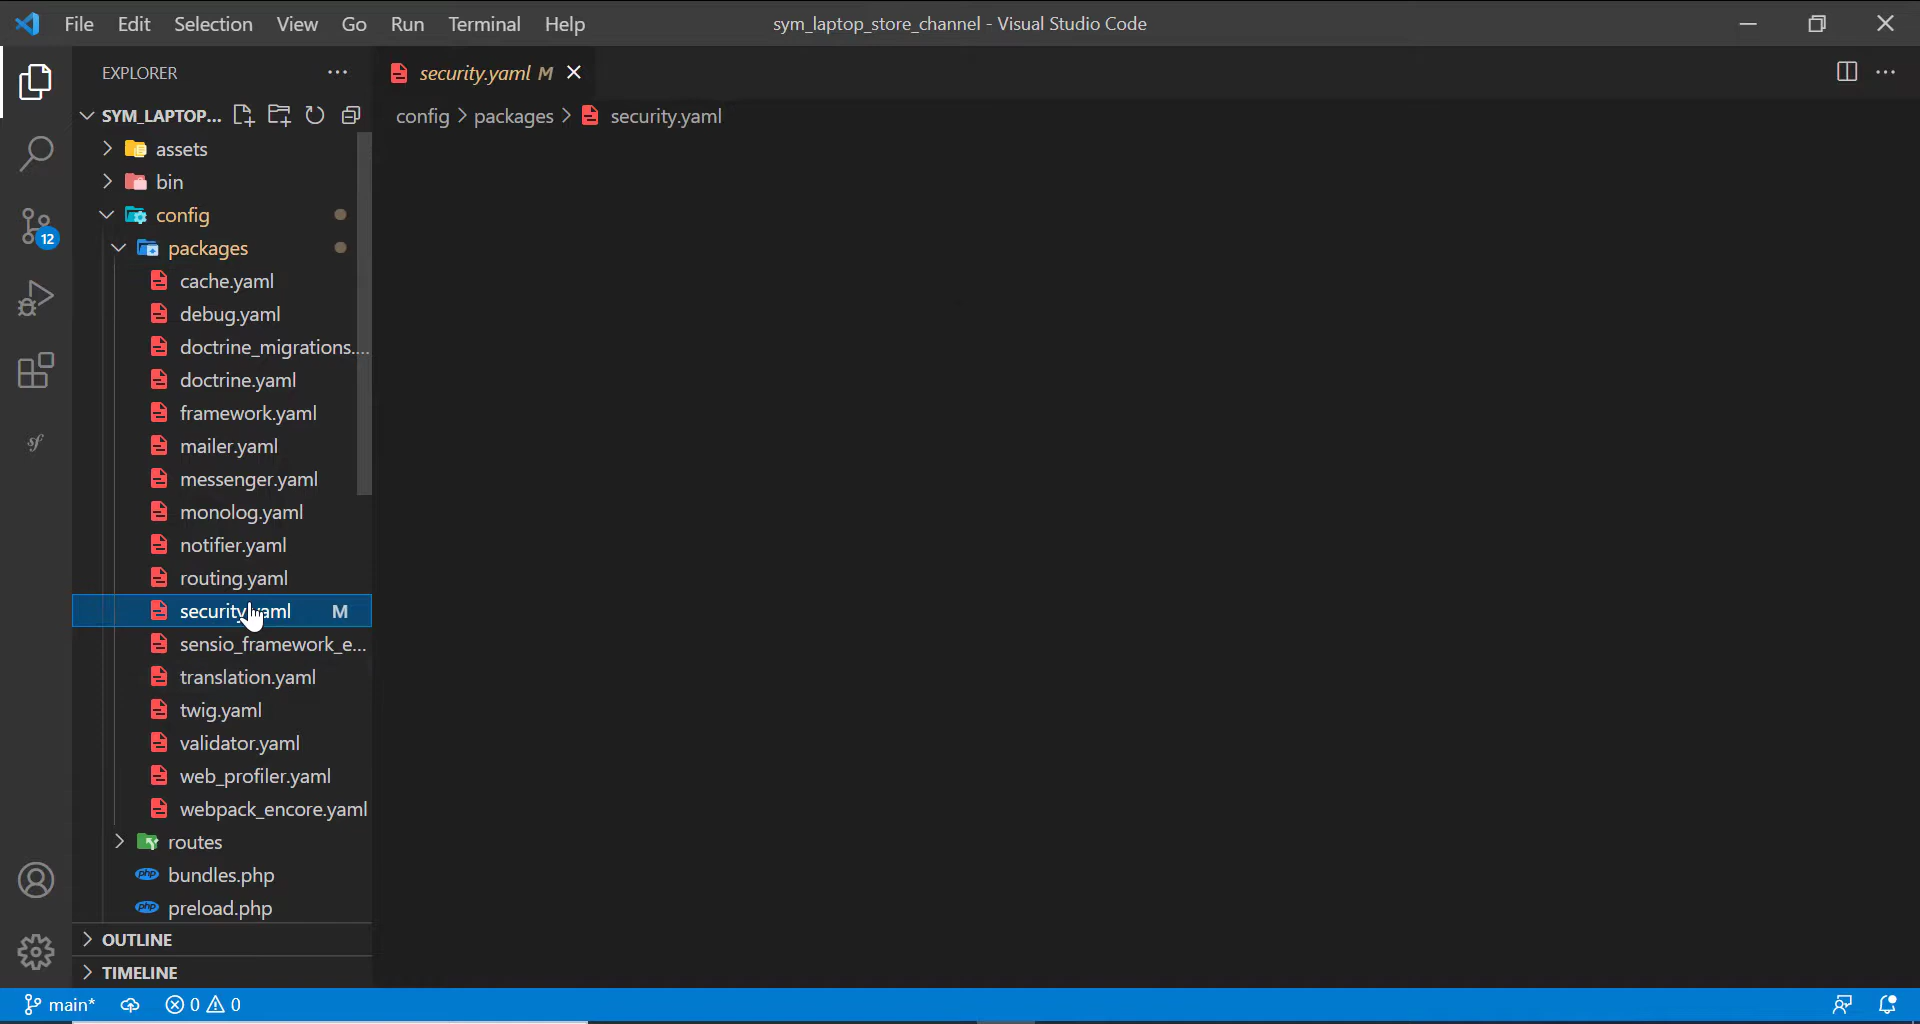 File Edit Selection View Go Run Terminal Help
sym_laptop_store_channel - Visual Studio Code
EXPLORER
security.yaml M
SYM_LAPTOP...
config > packages > security.yaml
assets
bin
config
packages
cache.yaml
debug.yaml
doctrine_migrations....
doctrine.yaml
framework.yaml
mailer.yaml
messenger.yaml
monolog.yaml
notifier.yaml
routing.yaml
security.yaml M
sensio_framework_e...
translation.yaml
twig.yaml
validator.yaml
web_profiler.yaml
webpack_encore.yaml
routes
php bundles.php
php preload.php
OUTLINE
TIMELINE
12
sf
main* 0 0